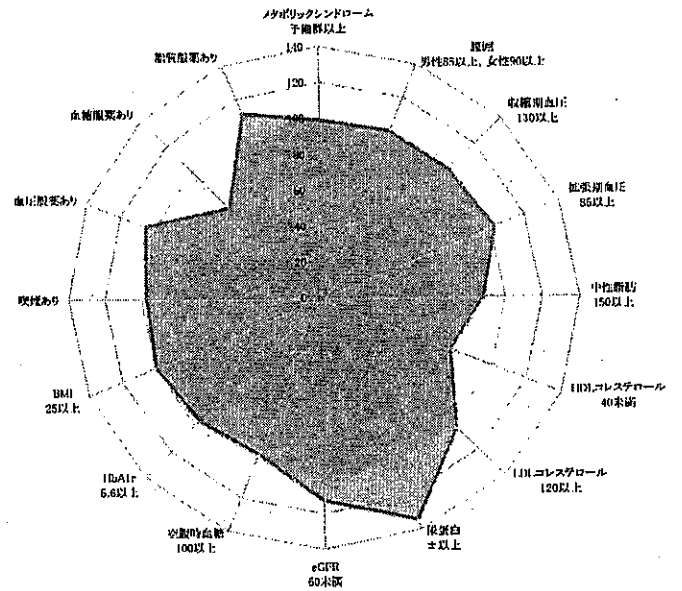 メタボリックシンドローム
予備群以上
腹囲
男性85以上, 女性90以上
収縮期血圧
130以上
拡張期血圧
85以上
中性脂肪
150以上
HDLコレステロール
40未満
LDLコレステロール
120以上
尿蛋白
±以上
eGFR
60未満
空腹時血糖
100以上
HbA1c
5.6以上
BMI
25以上
喫煙あり
血圧服薬あり
血糖服薬あり
脂質服薬あり
140
120
100
80
60
40
20
0